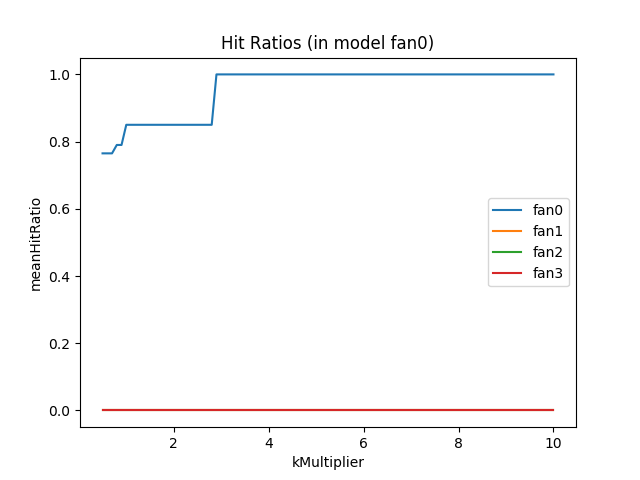 Hit Ratios (in model fan0)
1.0
0.8
0.6
0.4
0.2
0.0
meanHitRatio
fan0
fan1
fan2
fan3
2
4
6
8
10
kMultiplier